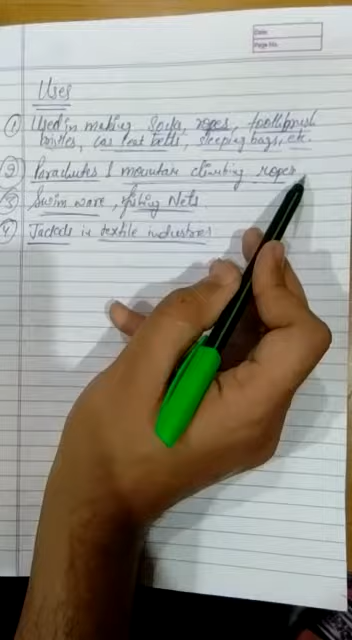 Date:
Page No.
Uses
① Used in making Socks, ropes, toothbrush
bristles, car seat belts, sleeping bags, etc.
② Parachutes & mountain climbing ropes
③ Swim ware, fishing Nets
④ Jackets in textile industries